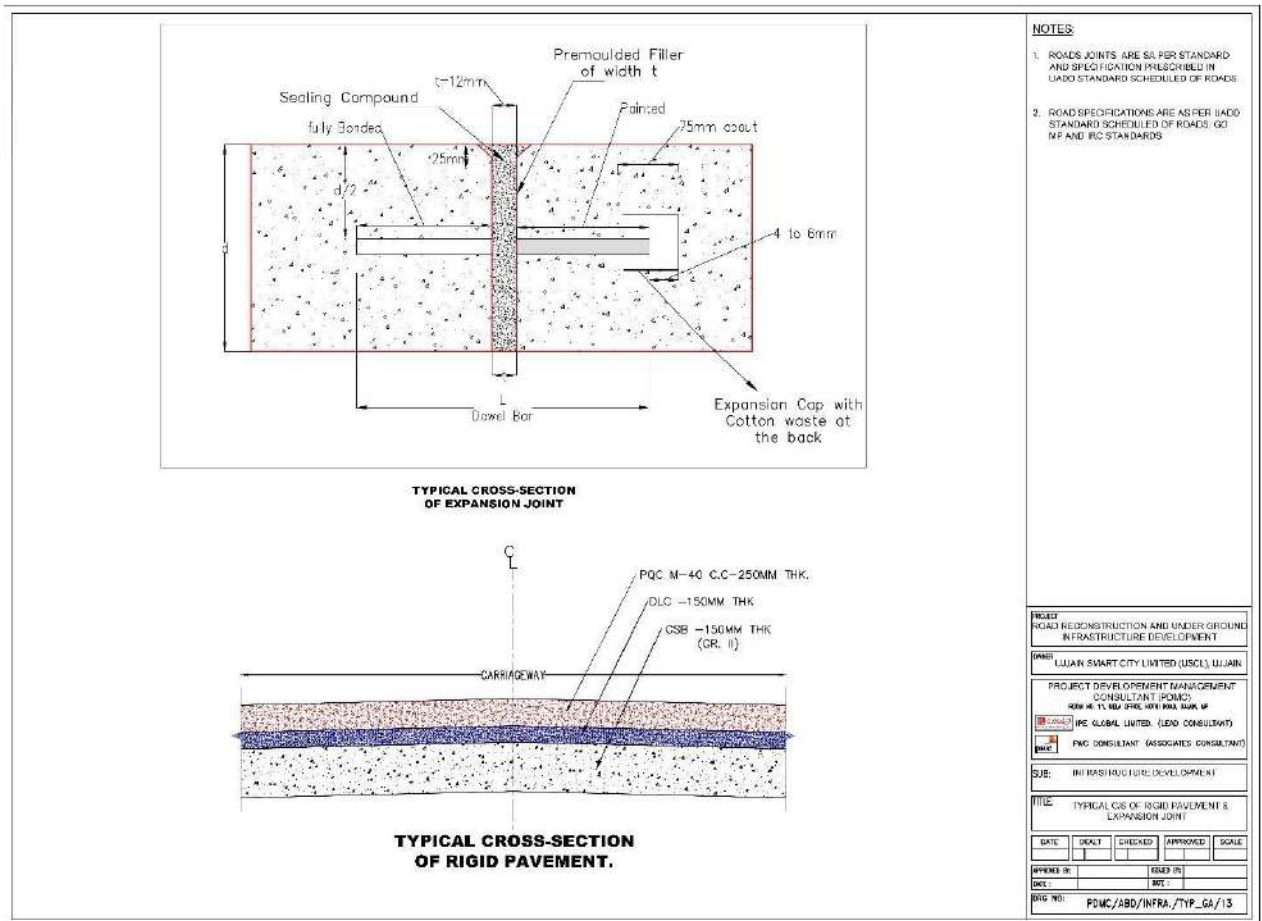 t=12mm
Premoulded Filler
of width t
Sealing Compound
Painted
fully Bonded
75mm about
25mm
d/2
d
4 to 6mm
L
Dowel Bar
Expansion Cap with
Cotton waste at
the back
TYPICAL CROSS-SECTION
OF EXPANSION JOINT
C
L
PQC M-40 C.C-250MM THK.
DLC -150MM THK
GSB -150MM THK
(GR. II)
CARRIAGEWAY
TYPICAL CROSS-SECTION
OF RIGID PAVEMENT.
NOTES:
1. ROADS JOINTS ARE SA PER STANDARD
AND SPECIFICATION PRESCRIBED IN
UADD STANDARD SCHEDULED OF ROADS
2. ROAD SPECIFICATIONS ARE AS PER UADD
STANDARD SCHEDULED OF ROADS, GO
MP AND IRC STANDARDS
PROJECT
ROAD RECONSTRUCTION AND UNDER GROUND
INFRASTRUCTURE DEVELOPMENT
OWNER
UJJAIN SMART CITY LIMITED (USCL), UJJAIN
PROJECT DEVELOPEMENT MANAGEMENT
CONSULTANT (PDMC)
IPE GLOBAL LIMITED. (LEAD CONSULTANT)
pwc
PWC CONSULTANT (ASSOCIATES CONSULTANT)
SUB: INFRASTRUCTURE DEVELOPMENT
TITLE: TYPICAL C/S OF RIGID PAVEMENT &
EXPANSION JOINT
DATE DEALT CHECKED APPROVED SCALE
APPROVED BY: ISSUED BY:
DATE : DATE :
DRG NO: PDMC/ABD/INFRA./TYP_GA/13